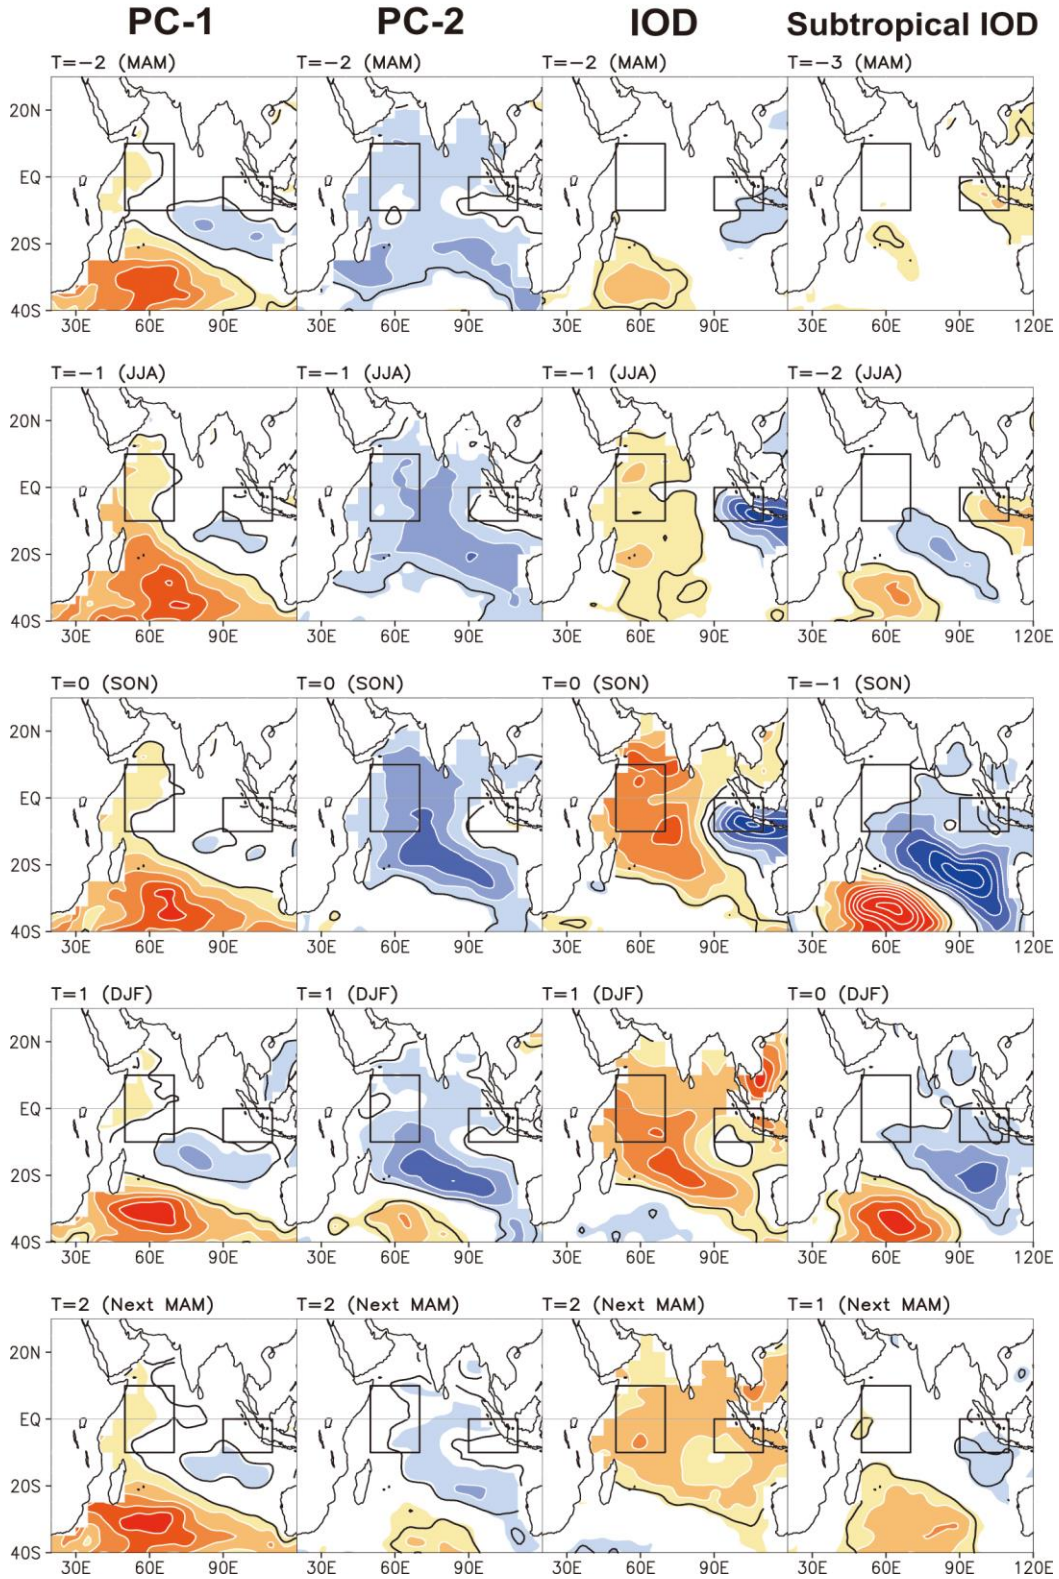 PC-1 PC-2 IOD Subtropical IOD
T=-2 (MAM) T=-2 (MAM) T=-2 (MAM) T=-3 (MAM)
20N
EQ
20S
40S
30E 60E 90E 30E 60E 90E 30E 60E 90E 30E 60E 90E 120E
T=-1 (JJA) T=-1 (JJA) T=-1 (JJA) T=-2 (JJA)
20N
EQ
20S
40S
30E 60E 90E 30E 60E 90E 30E 60E 90E 30E 60E 90E 120E
T=0 (SON) T=0 (SON) T=0 (SON) T=-1 (SON)
20N
EQ
20S
40S
30E 60E 90E 30E 60E 90E 30E 60E 90E 30E 60E 90E 120E
T=1 (DJF) T=1 (DJF) T=1 (DJF) T=0 (DJF)
20N
EQ
20S
40S
30E 60E 90E 30E 60E 90E 30E 60E 90E 30E 60E 90E 120E
T=2 (Next MAM) T=2 (Next MAM) T=2 (Next MAM) T=1 (Next MAM)
20N
EQ
20S
40S
30E 60E 90E 30E 60E 90E 30E 60E 90E 30E 60E 90E 120E